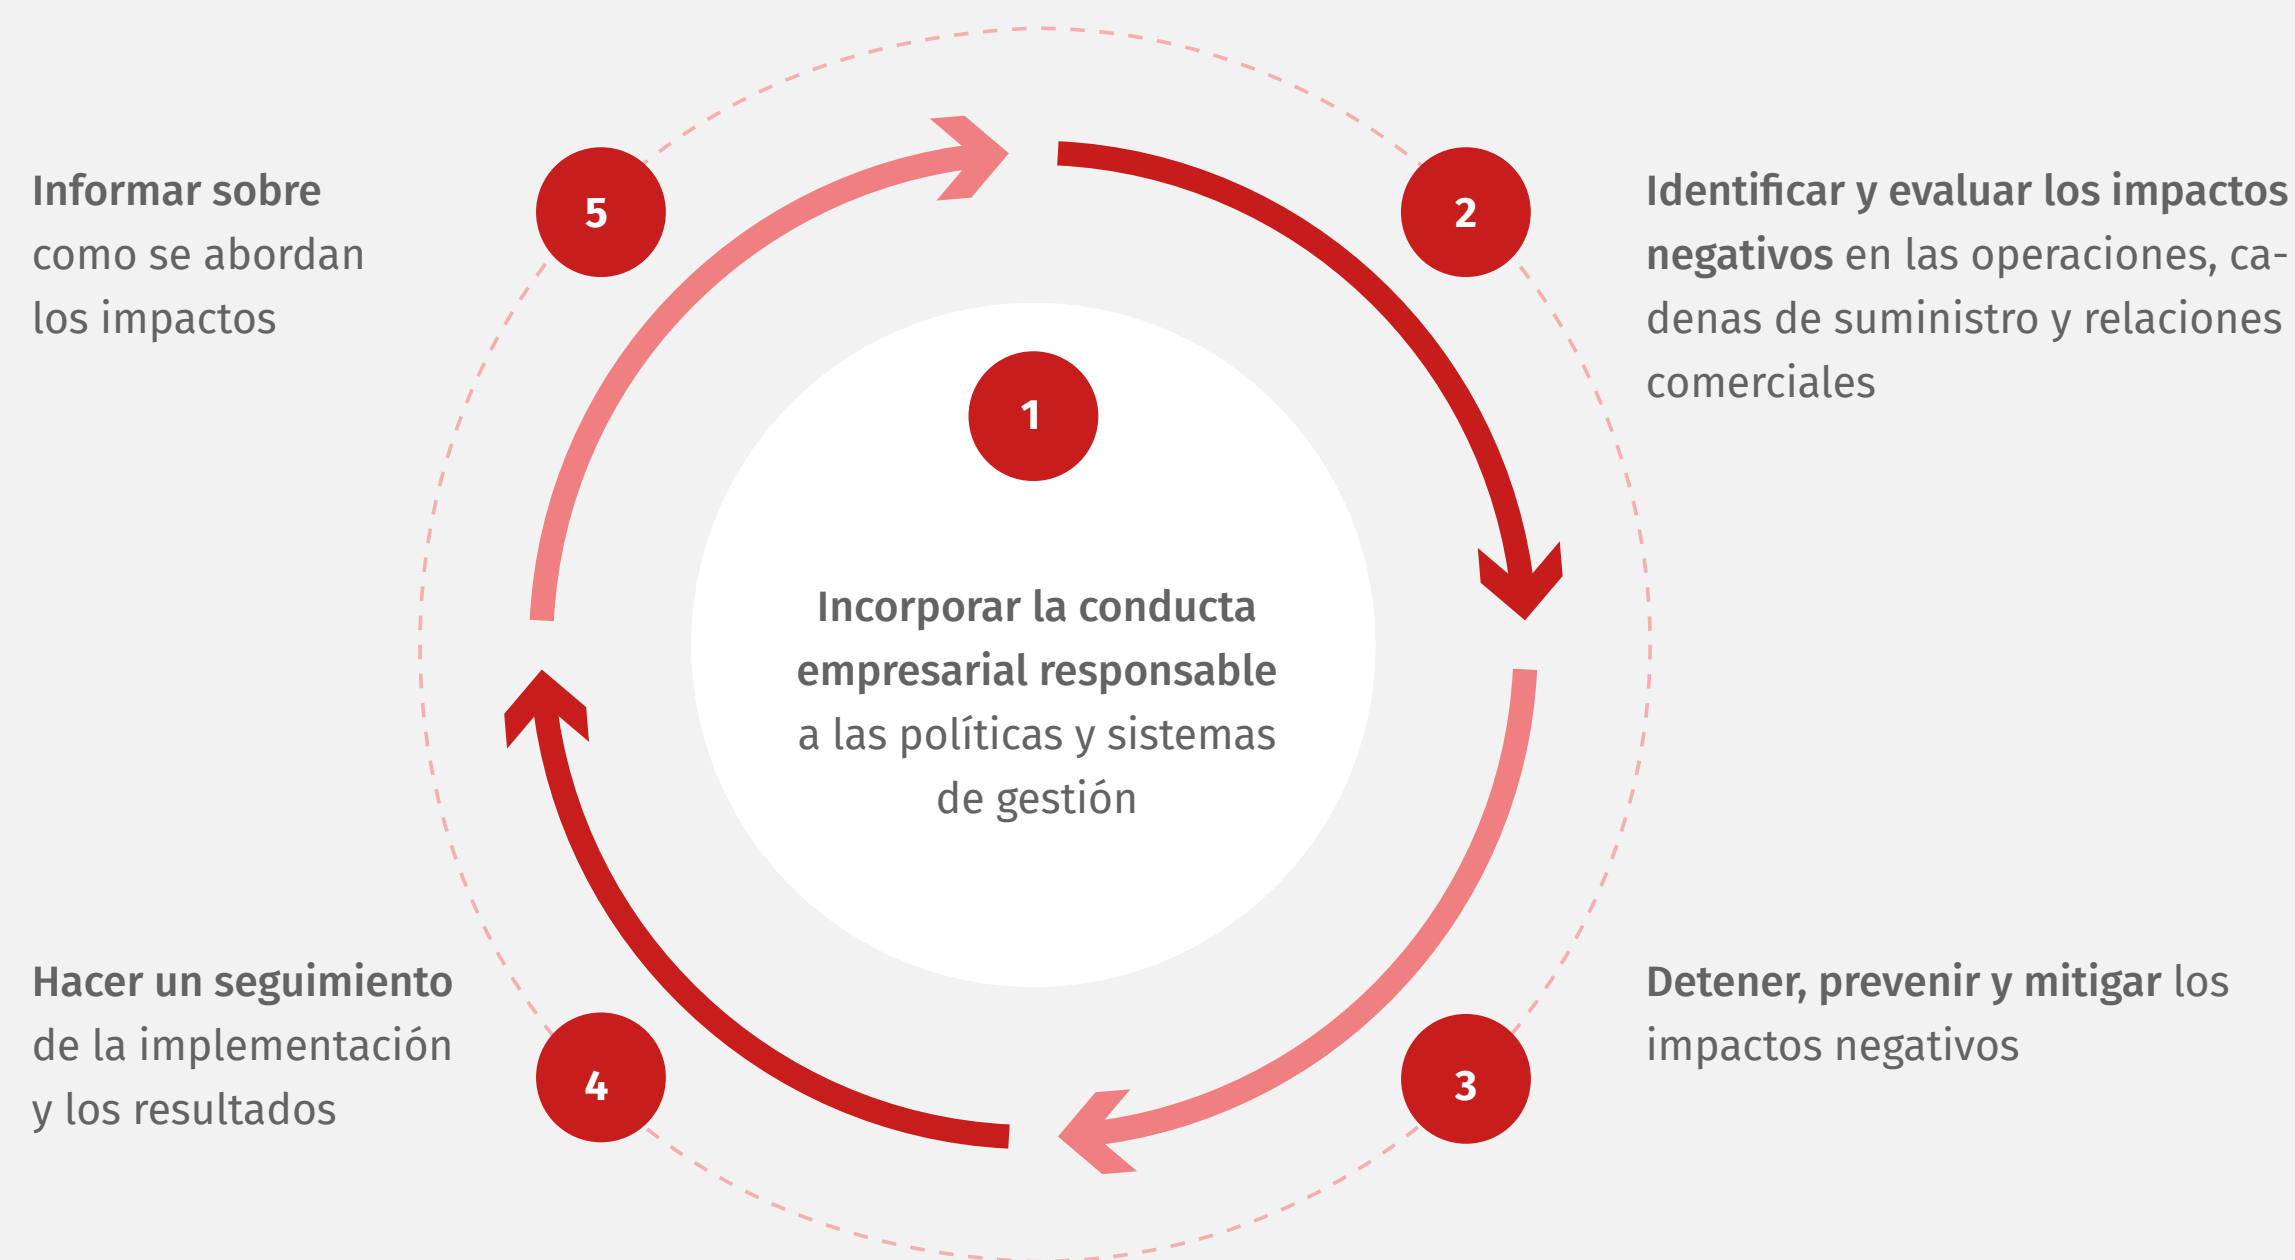 1
Incorporar la conducta
empresarial responsable
a las políticas y sistemas
de gestión
2
Identificar y evaluar los impactos
negativos en las operaciones, ca-
denas de suministro y relaciones
comerciales
3
Detener, prevenir y mitigar los
impactos negativos
4
Hacer un seguimiento
de la implementación
y los resultados
5
Informar sobre
como se abordan
los impactos